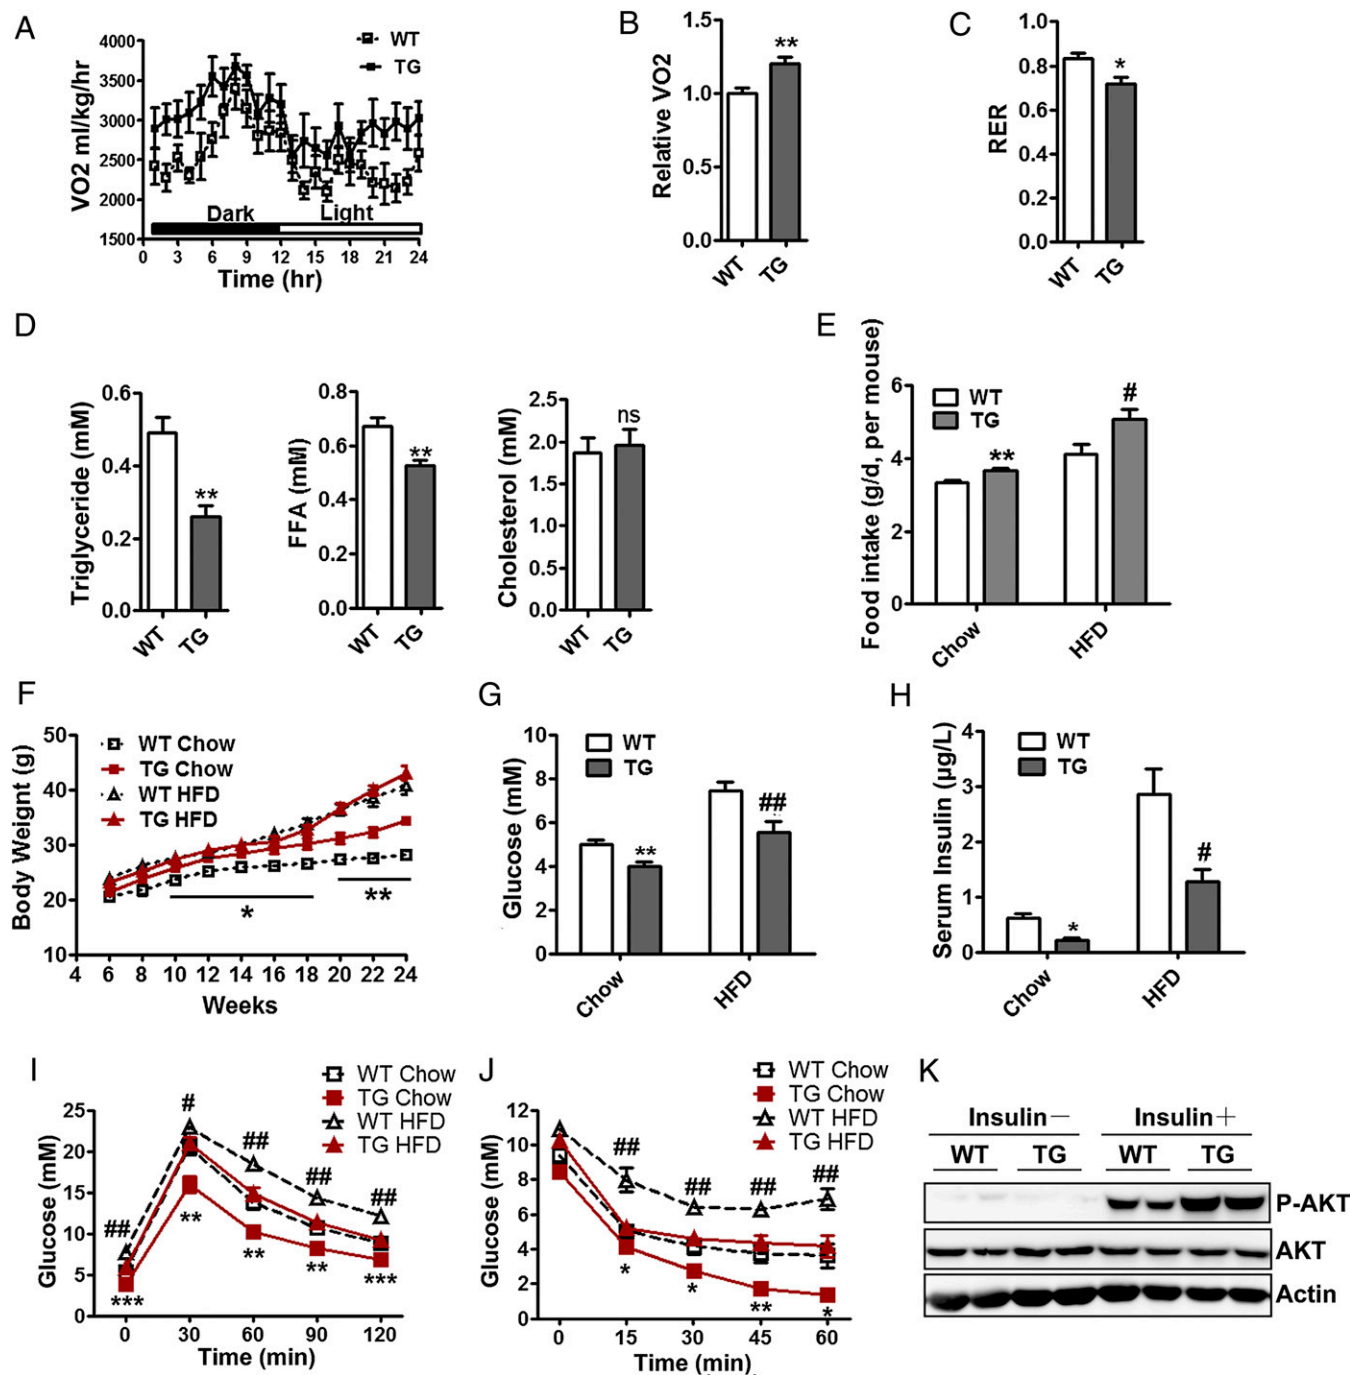 A
VO2 ml/kg/hr
4000
3500
3000
2500
2000
1500
WT
TG
Dark
Light
0 3 6 9 12 15 18 21 24
Time (hr)
B
Relative VO2
1.5
1.0
0.5
0.0
**
WT TG
C
RER
1.0
0.8
0.6
0.4
0.2
0.0
*
WT TG
D
Triglyceride (mM)
0.6
0.4
0.2
0.0
**
WT TG
FFA (mM)
0.8
0.6
0.4
0.2
0.0
**
WT TG
Cholesterol (mM)
2.5
2.0
1.5
1.0
0.5
0.0
ns
WT TG
E
Food intake (g/d, per mouse)
6
4
2
0
WT
TG
**
#
Chow HFD
F
Body Weignt (g)
50
40
30
20
10
WT Chow
TG Chow
WT HFD
TG HFD
*
**
4 6 8 10 12 14 16 18 20 22 24
Weeks
G
Glucose (mM)
10
8
6
4
2
0
WT
TG
**
##
Chow HFD
H
Serum Insulin (μg/L)
4
3
2
1
0
WT
TG
*
#
Chow HFD
I
Glucose (mM)
25
20
15
10
5
0
WT Chow
TG Chow
WT HFD
TG HFD
## # ## ## ##
*** ** ** ** ***
0 30 60 90 120
Time (min)
J
Glucose (mM)
12
10
8
6
4
2
0
WT Chow
TG Chow
WT HFD
TG HFD
## ## ## ##
* * ** *
0 15 30 45 60
Time (min)
K
Insulin－ Insulin＋
WT TG WT TG
P-AKT
AKT
Actin